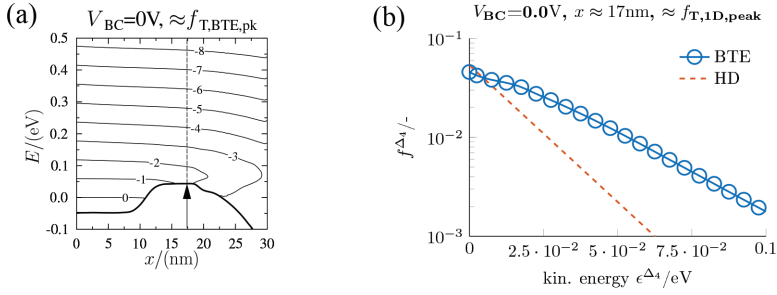 (a)
V_BC=0V, ≈f_T,BTE,pk
0.5
0.4
0.3
0.2
0.1
0.0
-0.1
E/(eV)
-8
-7
-6
-5
-4
-3
-2
-1
0
0 5 10 15 20 25 30
x/(nm)
(b)
V_BC=0.0V, x ≈ 17nm, ≈ f_T,1D,peak
10^−1
10^−2
10^−3
f^Δ4/-
BTE
HD
0 2.5 · 10^−2 5 · 10^−2 7.5 · 10^−2 0.1
kin. energy ϵ^Δ4/eV